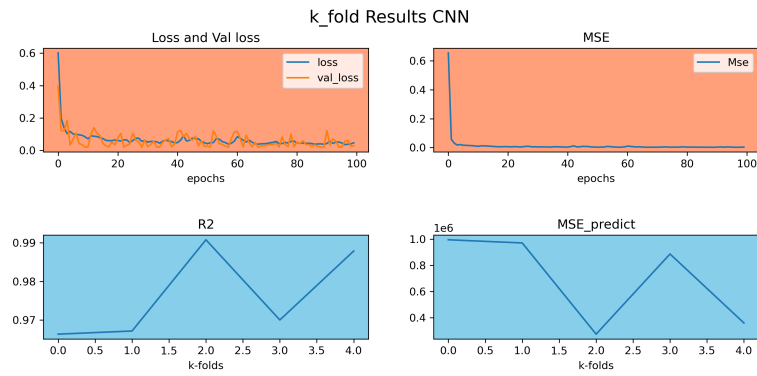 k_fold Results CNN
Loss and Val loss
0.6
0.4
0.2
0.0
loss
val_loss
0 20 40 60 80 100
epochs
MSE
0.6
0.4
0.2
0.0
Mse
0 20 40 60 80 100
epochs
R2
0.99
0.98
0.97
0.0 0.5 1.0 1.5 2.0 2.5 3.0 3.5 4.0
k-folds
MSE_predict
1e6
1.0
0.8
0.6
0.4
0.0 0.5 1.0 1.5 2.0 2.5 3.0 3.5 4.0
k-folds